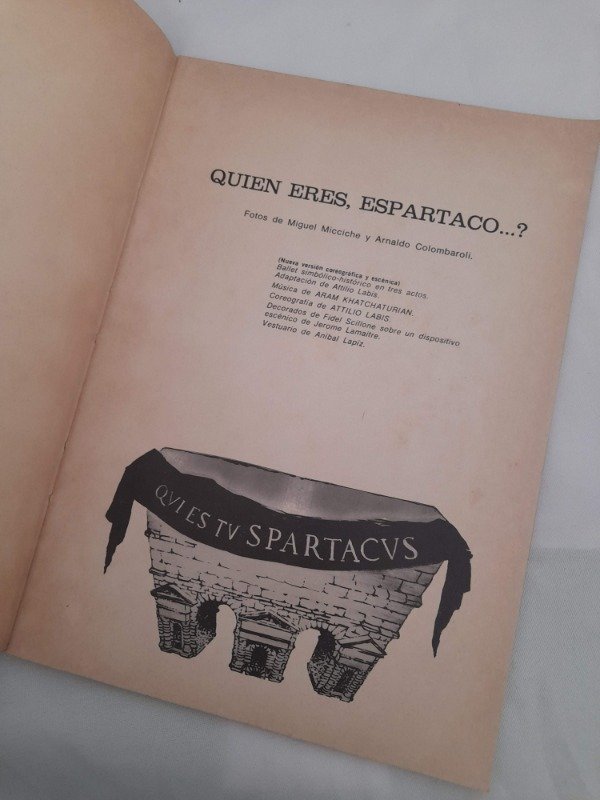 QUIEN ERES, ESPARTACO...?
Fotos de Miguel Micciche y Arnaldo Colombaroli.
(Nueva versión coreográfica y escénica)
Ballet simbólico-histórico en tres actos.
Adaptación de Attilio Labis
Música de ARAM KHATCHATURIAN.
Coreografía de ATTILIO LABIS.
Decorados de Fidel Scillone sobre un dispositivo
escénico de Jerome Lamaitre.
Vestuario de Aníbal Lapiz.
QVI ES TV SPARTACVS